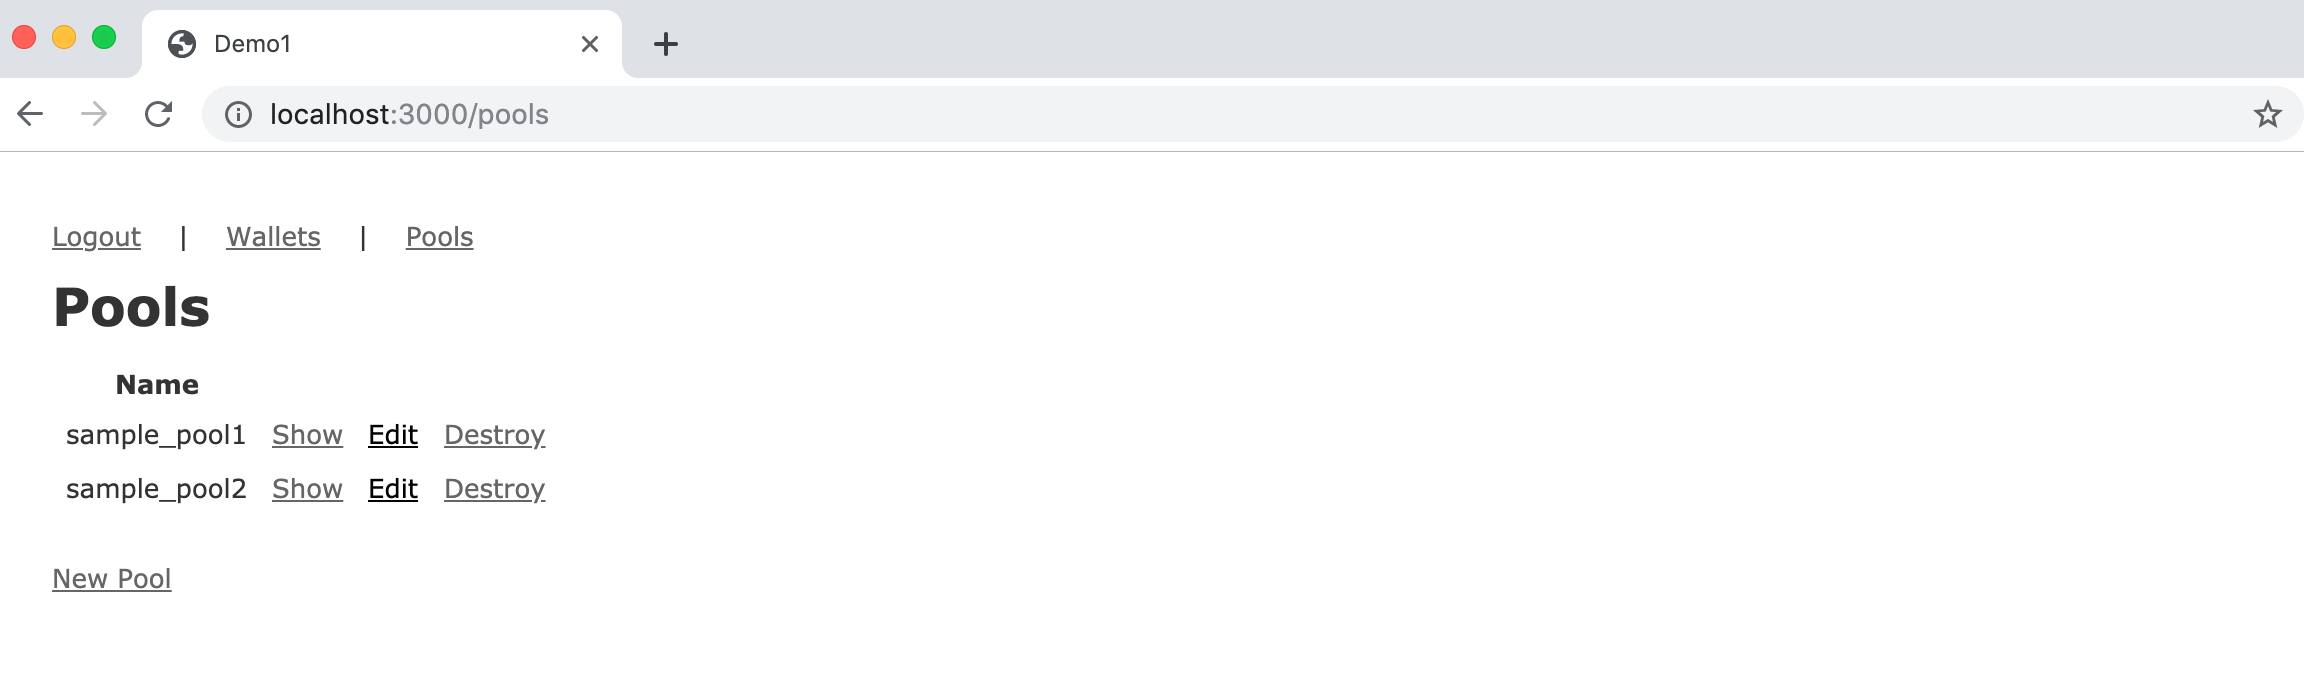 Demo1
localhost:3000/pools
Logout | Wallets | Pools
Pools
Name
sample_pool1 Show Edit Destroy
sample_pool2 Show Edit Destroy
New Pool